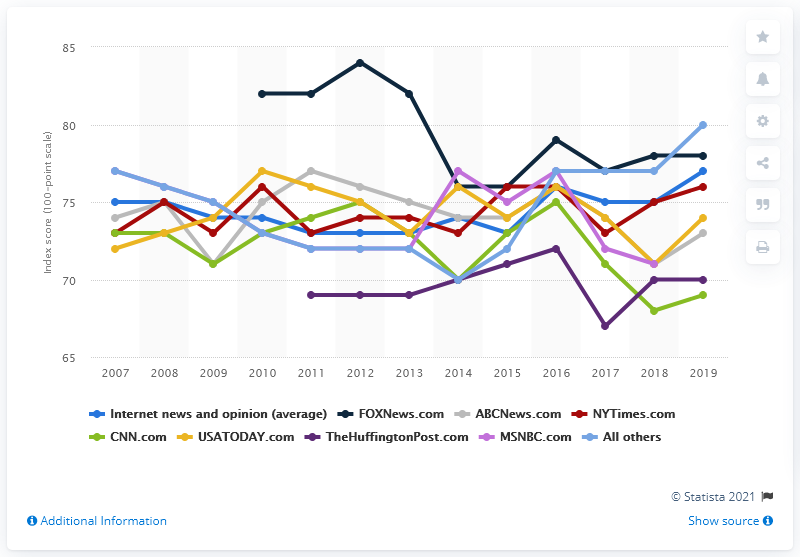 85
80
75
70
65
Index score (100-point scale)
2007 2008 2009 2010 2011 2012 2013 2014 2015 2016 2017 2018 2019
Internet news and opinion (average) FOXNews.com ABCNews.com NYTimes.com
CNN.com USATODAY.com TheHuffingtonPost.com MSNBC.com All others
© Statista 2021
Additional Information Show source